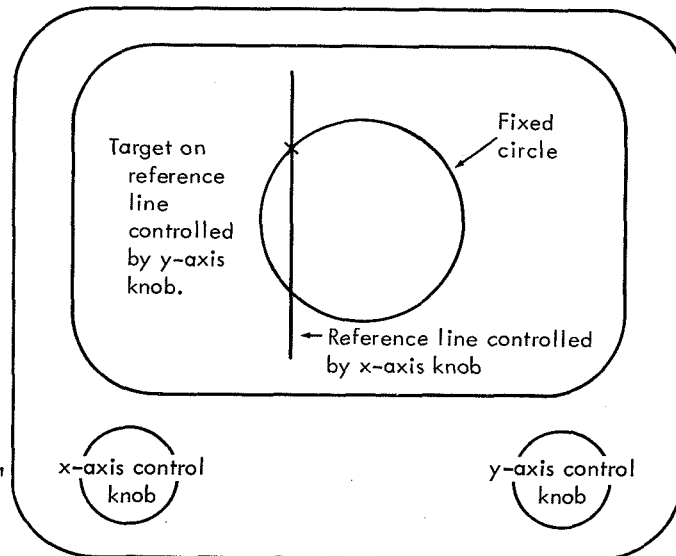 Target on
reference
line
controlled
by y-axis
knob.
Fixed
circle
Reference line controlled
by x-axis knob
x-axis control
knob
y-axis control
knob